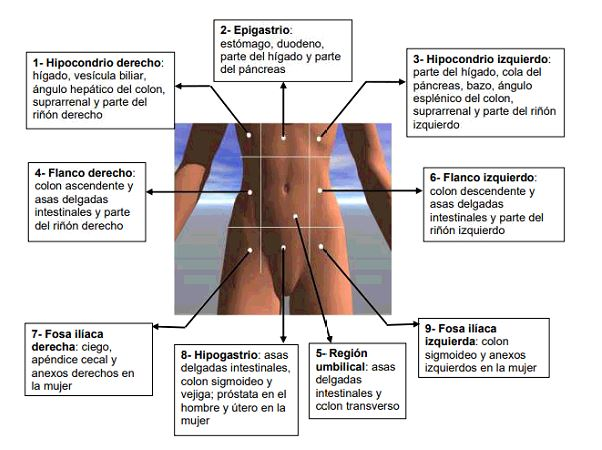 1- Hipocondrio derecho:
hígado, vesícula biliar,
ángulo hepático del colon,
suprarrenal y parte del
riñón derecho
2- Epigastrio:
estómago, duodeno,
parte del hígado y parte
del páncreas
3- Hipocondrio izquierdo:
parte del hígado, cola del
páncreas, bazo, ángulo
esplénico del colon,
suprarrenal y parte del riñón
izquierdo
4- Flanco derecho:
colon ascendente y
asas delgadas
intestinales y parte
del riñón derecho
6- Flanco izquierdo:
colon descendente y
asas delgadas
intestinales y parte del
riñón izquierdo
7- Fosa ilíaca
derecha: ciego,
apéndice cecal y
anexos derechos en
la mujer
8- Hipogastrio: asas
delgadas intestinales,
colon sigmoideo y
vejiga; próstata en el
hombre y útero en la
mujer
5- Región
umbilical: asas
delgadas
intestinales y
colon transverso
9- Fosa ilíaca
izquierda: colon
sigmoideo y anexos
izquierdos en la mujer